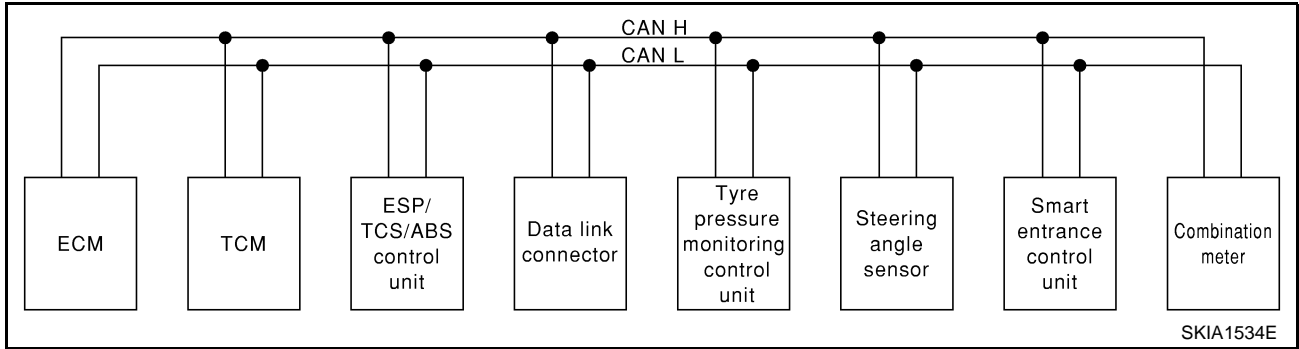 CAN H
CAN L
ECM
TCM
ESP/
TCS/ABS
control
unit
Data link
connector
Tyre
pressure
monitoring
control
unit
Steering
angle
sensor
Smart
entrance
control
unit
Combination
meter
SKIA1534E